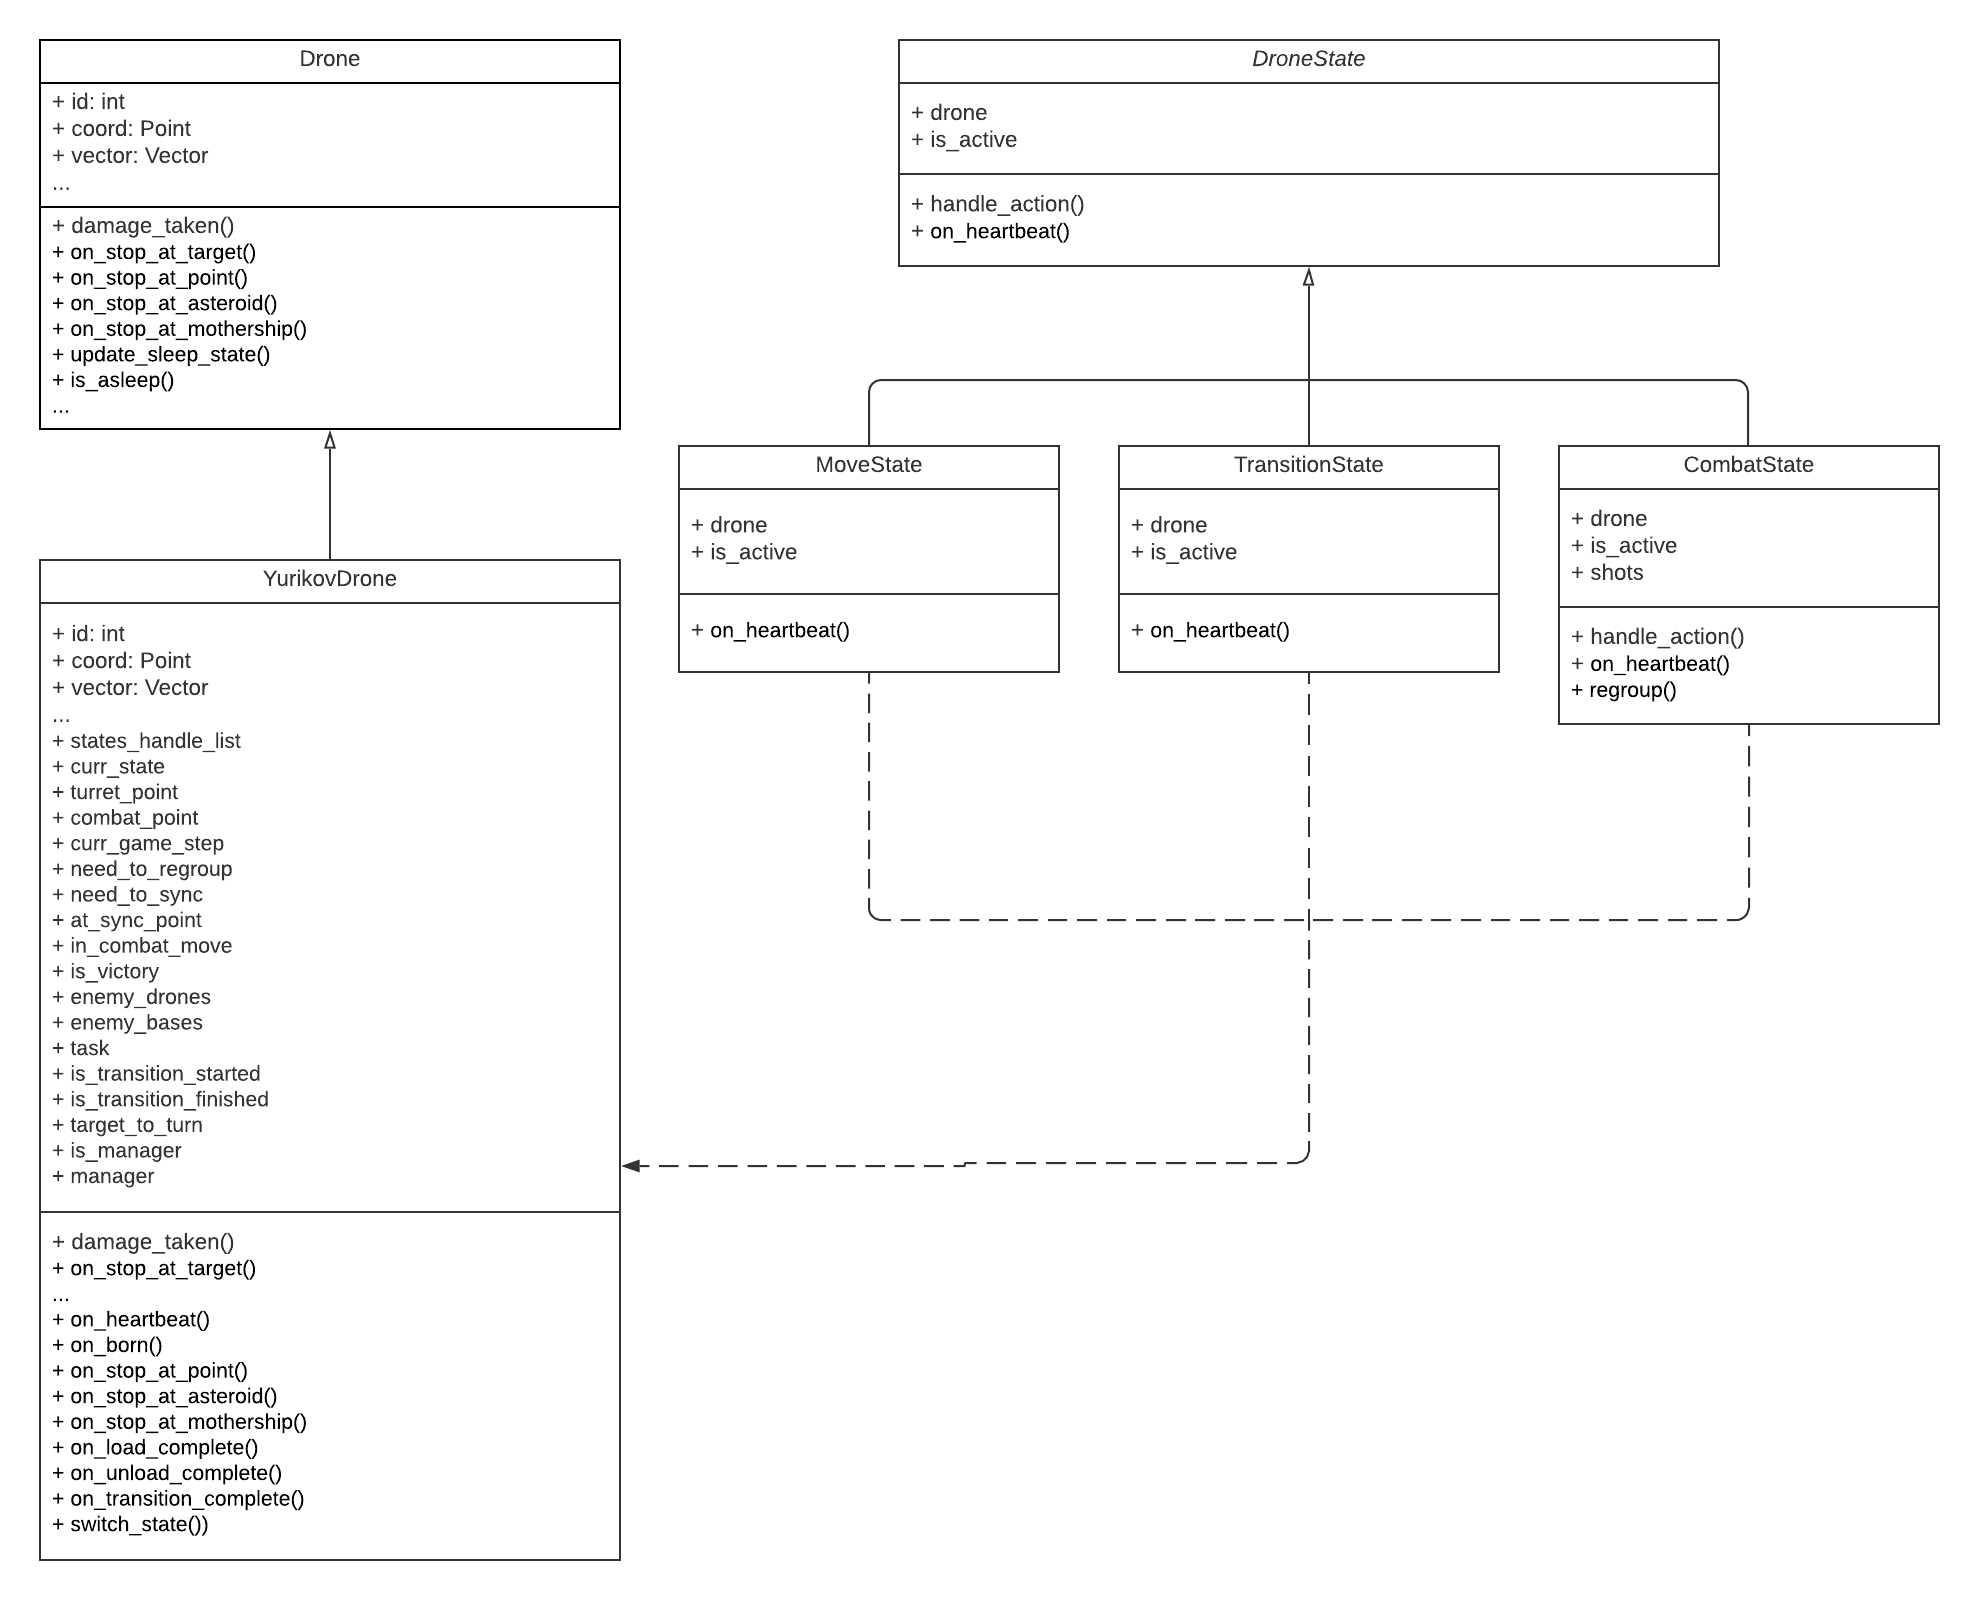 Drone
+ id: int
+ coord: Point
+ vector: Vector
...
+ damage_taken()
+ on_stop_at_target()
+ on_stop_at_point()
+ on_stop_at_asteroid()
+ on_stop_at_mothership()
+ update_sleep_state()
+ is_asleep()
...
DroneState
+ drone
+ is_active
+ handle_action()
+ on_heartbeat()
MoveState
+ drone
+ is_active
+ on_heartbeat()
TransitionState
+ drone
+ is_active
+ on_heartbeat()
CombatState
+ drone
+ is_active
+ shots
+ handle_action()
+ on_heartbeat()
+ regroup()
YurikovDrone
+ id: int
+ coord: Point
+ vector: Vector
...
+ states_handle_list
+ curr_state
+ turret_point
+ combat_point
+ curr_game_step
+ need_to_regroup
+ need_to_sync
+ at_sync_point
+ in_combat_move
+ is_victory
+ enemy_drones
+ enemy_bases
+ task
+ is_transition_started
+ is_transition_finished
+ target_to_turn
+ is_manager
+ manager
+ damage_taken()
+ on_stop_at_target()
...
+ on_heartbeat()
+ on_born()
+ on_stop_at_point()
+ on_stop_at_asteroid()
+ on_stop_at_mothership()
+ on_load_complete()
+ on_unload_complete()
+ on_transition_complete()
+ switch_state())